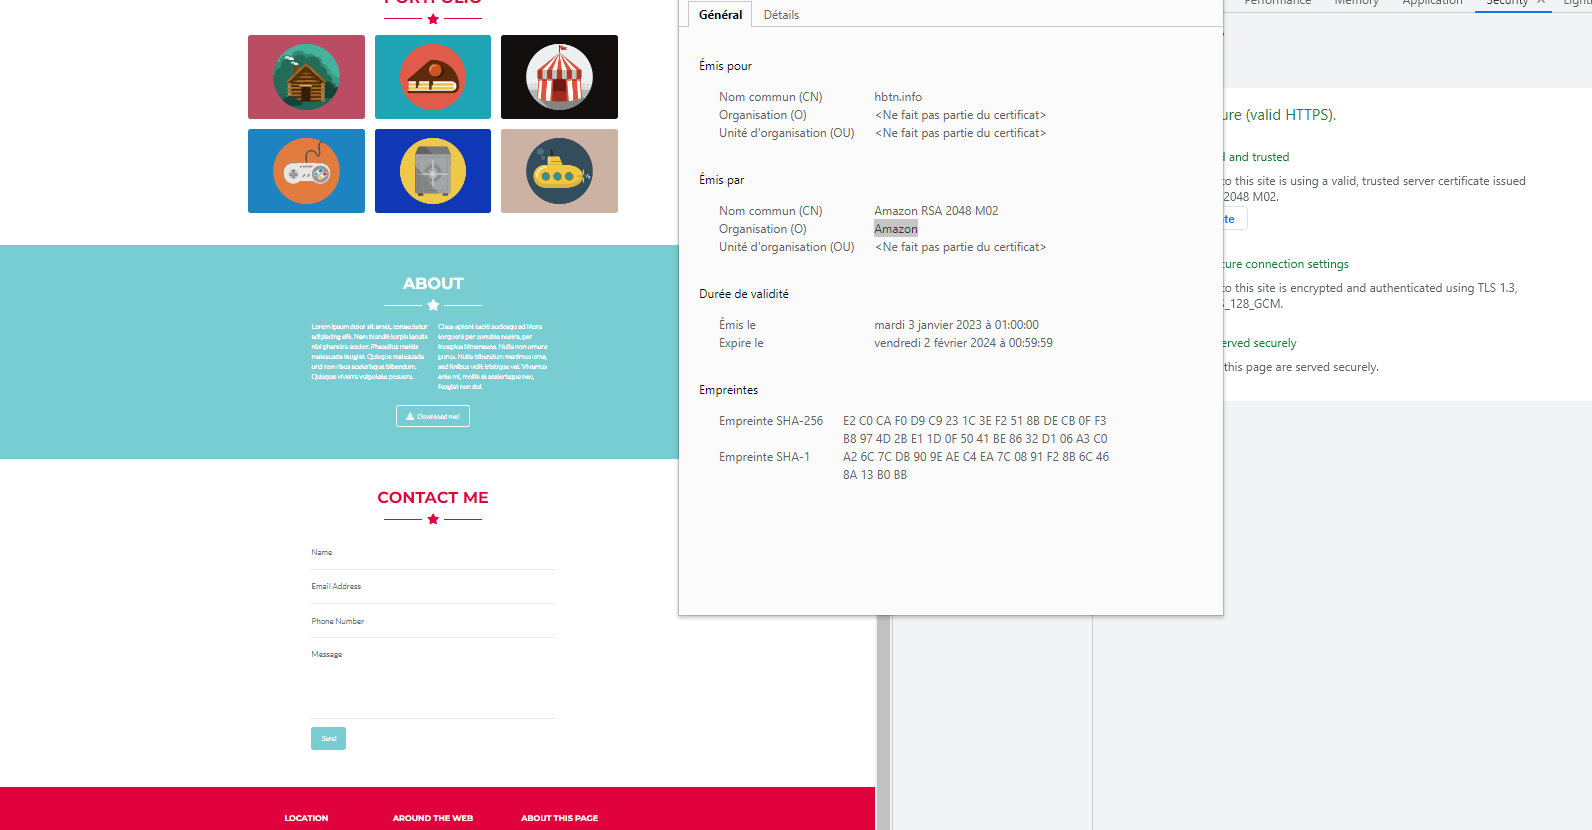 PORTFOLIO
ABOUT
Lorem ipsum dolor sit amet, consectetur
adipiscing elit. Nam blandit turpis iaculis
nisl pharetra auctor. Phasellus mattis
malesuada feugiat. Quisque malesuada
orci non risus scelerisque bibendum.
Quisque viverra vulputate posuere.
Class aptent taciti sociosqu ad litora
torquent per conubia nostra, per
inceptos himenaeos. Nulla non ornare
purus. Nulla bibendum maximus urna,
sed finibus velit tristique vel. Vivamus
ante mi, mollis at scelerisque nec,
feugiat non dui.
Download me!
CONTACT ME
Name
Email Address
Phone Number
Message
Send
LOCATION
AROUND THE WEB
ABOUT THIS PAGE
Général
Détails
Émis pour
Nom commun (CN) hbtn.info
Organisation (O) <Ne fait pas partie du certificat>
Unité d'organisation (OU) <Ne fait pas partie du certificat>
Émis par
Nom commun (CN) Amazon RSA 2048 M02
Organisation (O) Amazon
Unité d'organisation (OU) <Ne fait pas partie du certificat>
Durée de validité
Émis le mardi 3 janvier 2023 à 01:00:00
Expire le vendredi 2 février 2024 à 00:59:59
Empreintes
Empreinte SHA-256 E2 C0 CA F0 D9 C9 23 1C 3E F2 51 8B DE CB 0F F3
B8 97 4D 2B E1 1D 0F 50 41 BE 86 32 D1 06 A3 C0
Empreinte SHA-1 A2 6C 7C DB 90 9E AE C4 EA 7C 08 91 F2 8B 6C 46
8A 13 B0 BB
Performance Memory Application Security
ure (valid HTTPS).
d and trusted
to this site is using a valid, trusted server certificate issued
2048 M02.
te
ure connection settings
to this site is encrypted and authenticated using TLS 1.3,
_128_GCM.
erved securely
this page are served securely.